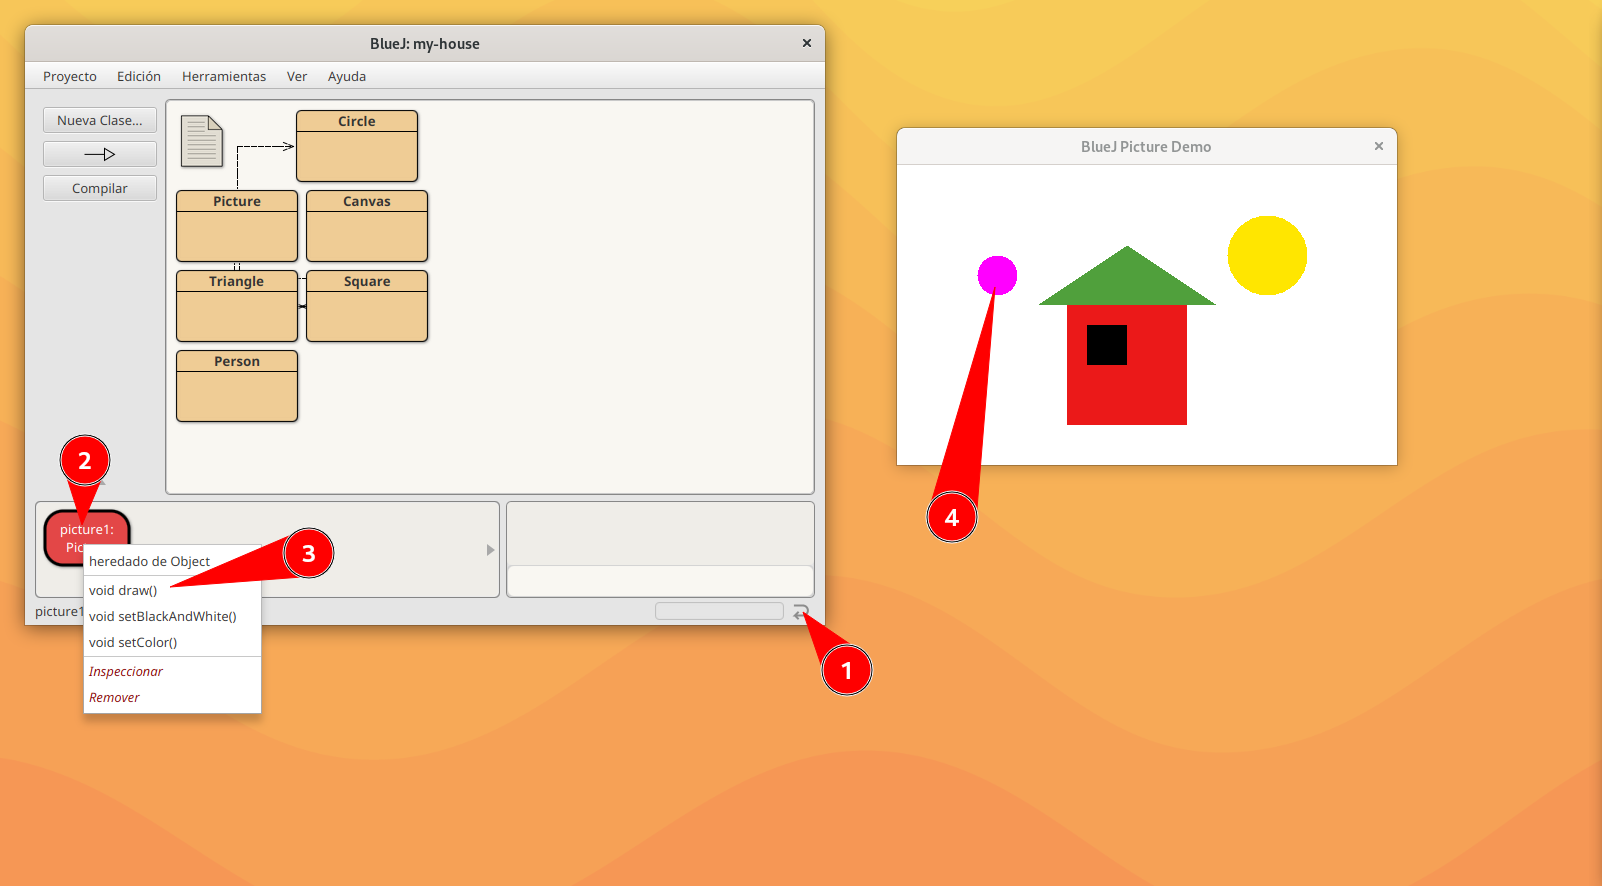 BlueJ: my-house
Proyecto Edición Herramientas Ver Ayuda
Nueva Clase...
Compilar
Circle
Picture
Canvas
Triangle
Square
Person
2
picture1:
Pic
3
heredado de Object
void draw()
void setBlackAndWhite()
void setColor()
Inspeccionar
Remover
picture1
1
BlueJ Picture Demo
4